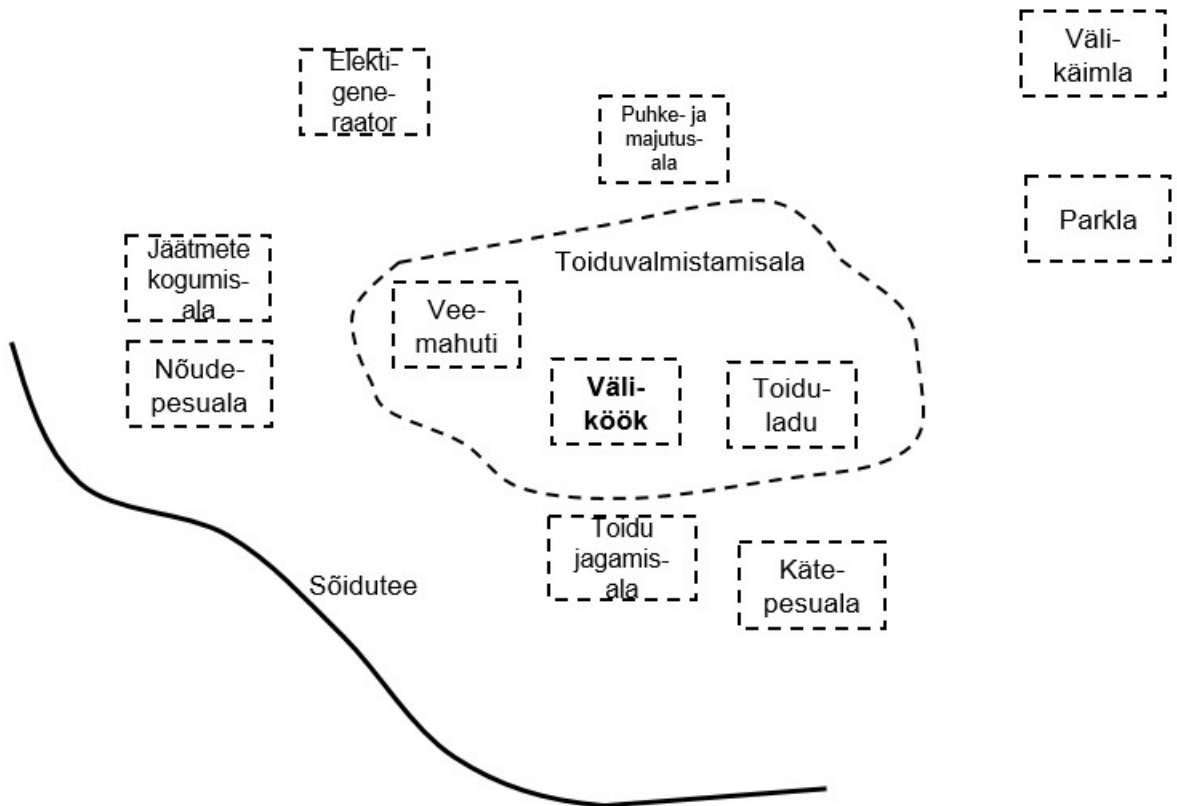 Väli-
käimla
Elekti-
gene-
raator
Puhke- ja
majutus-
ala
Parkla
Jäätmete
kogumis-
ala
Toiduvalmistamisala
Vee-
mahuti
Nõude-
pesuala
Väli-
köök
Toidu-
ladu
Toidu
jagamis-
ala
Käte-
pesuala
Sõidutee